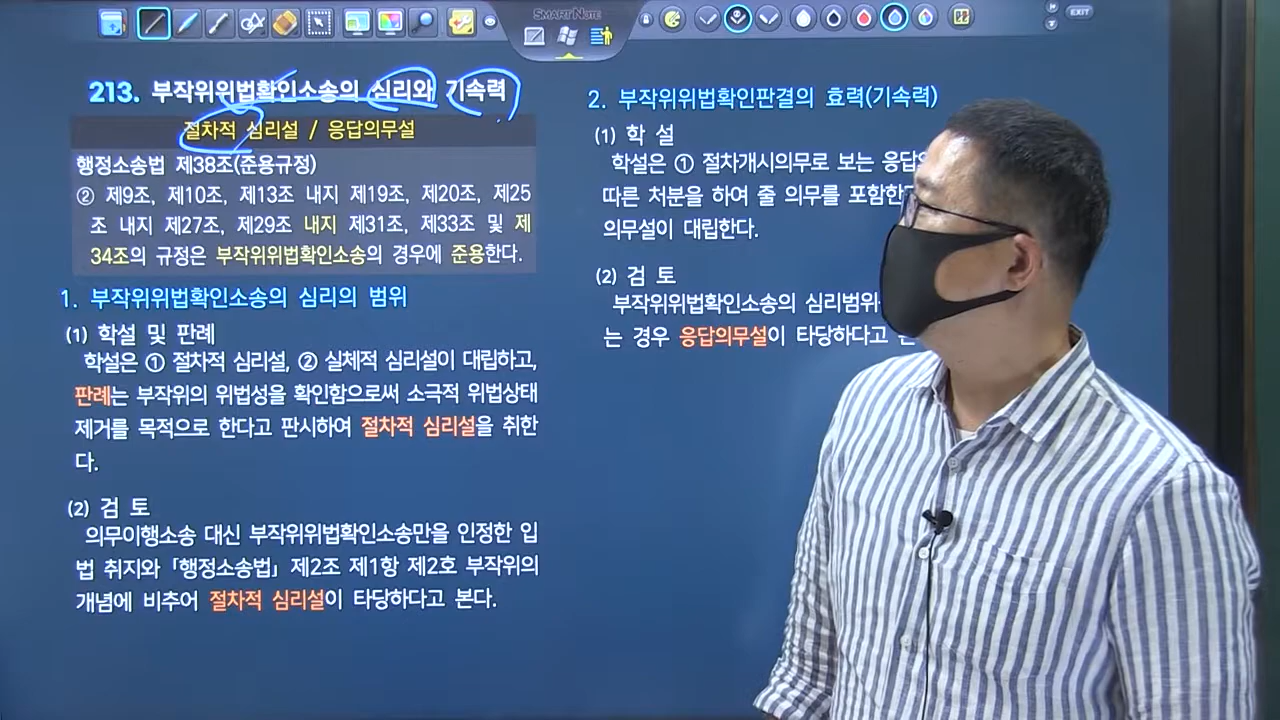 SMARTNOTE
EXIT
213. 부작위위법확인소송의 심리와 기속력
절차적 심리설 / 응답의무설
행정소송법 제38조(준용규정)
② 제9조, 제10조, 제13조 내지 제19조, 제20조, 제25
조 내지 제27조, 제29조 내지 제31조, 제33조 및 제
34조의 규정은 부작위위법확인소송의 경우에 준용한다.
1. 부작위위법확인소송의 심리의 범위
(1) 학설 및 판례
학설은 ① 절차적 심리설, ② 실체적 심리설이 대립하고,
판례는 부작위의 위법성을 확인함으로써 소극적 위법상태
제거를 목적으로 한다고 판시하여 절차적 심리설을 취한
다.
(2) 검 토
의무이행소송 대신 부작위위법확인소송만을 인정한 입
법 취지와 「행정소송법」 제2조 제1항 제2호 부작위의
개념에 비추어 절차적 심리설이 타당하다고 본다.
2. 부작위위법확인판결의 효력(기속력)
(1) 학 설
학설은 ① 절차개시의무로 보는 응답
따른 처분을 하여 줄 의무를 포함한
의무설이 대립한다.
(2) 검 토
부작위위법확인소송의 심리범위
는 경우 응답의무설이 타당하다고